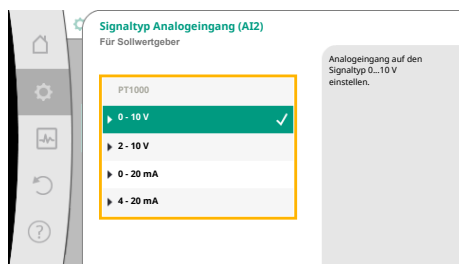 Signaltyp Analogeingang (AI2)
Für Sollwertgeber
Analogeingang auf den
Signaltyp 0...10 V
einstellen.
PT1000
0 - 10 V
2 - 10 V
0 - 20 mA
4 - 20 mA
?